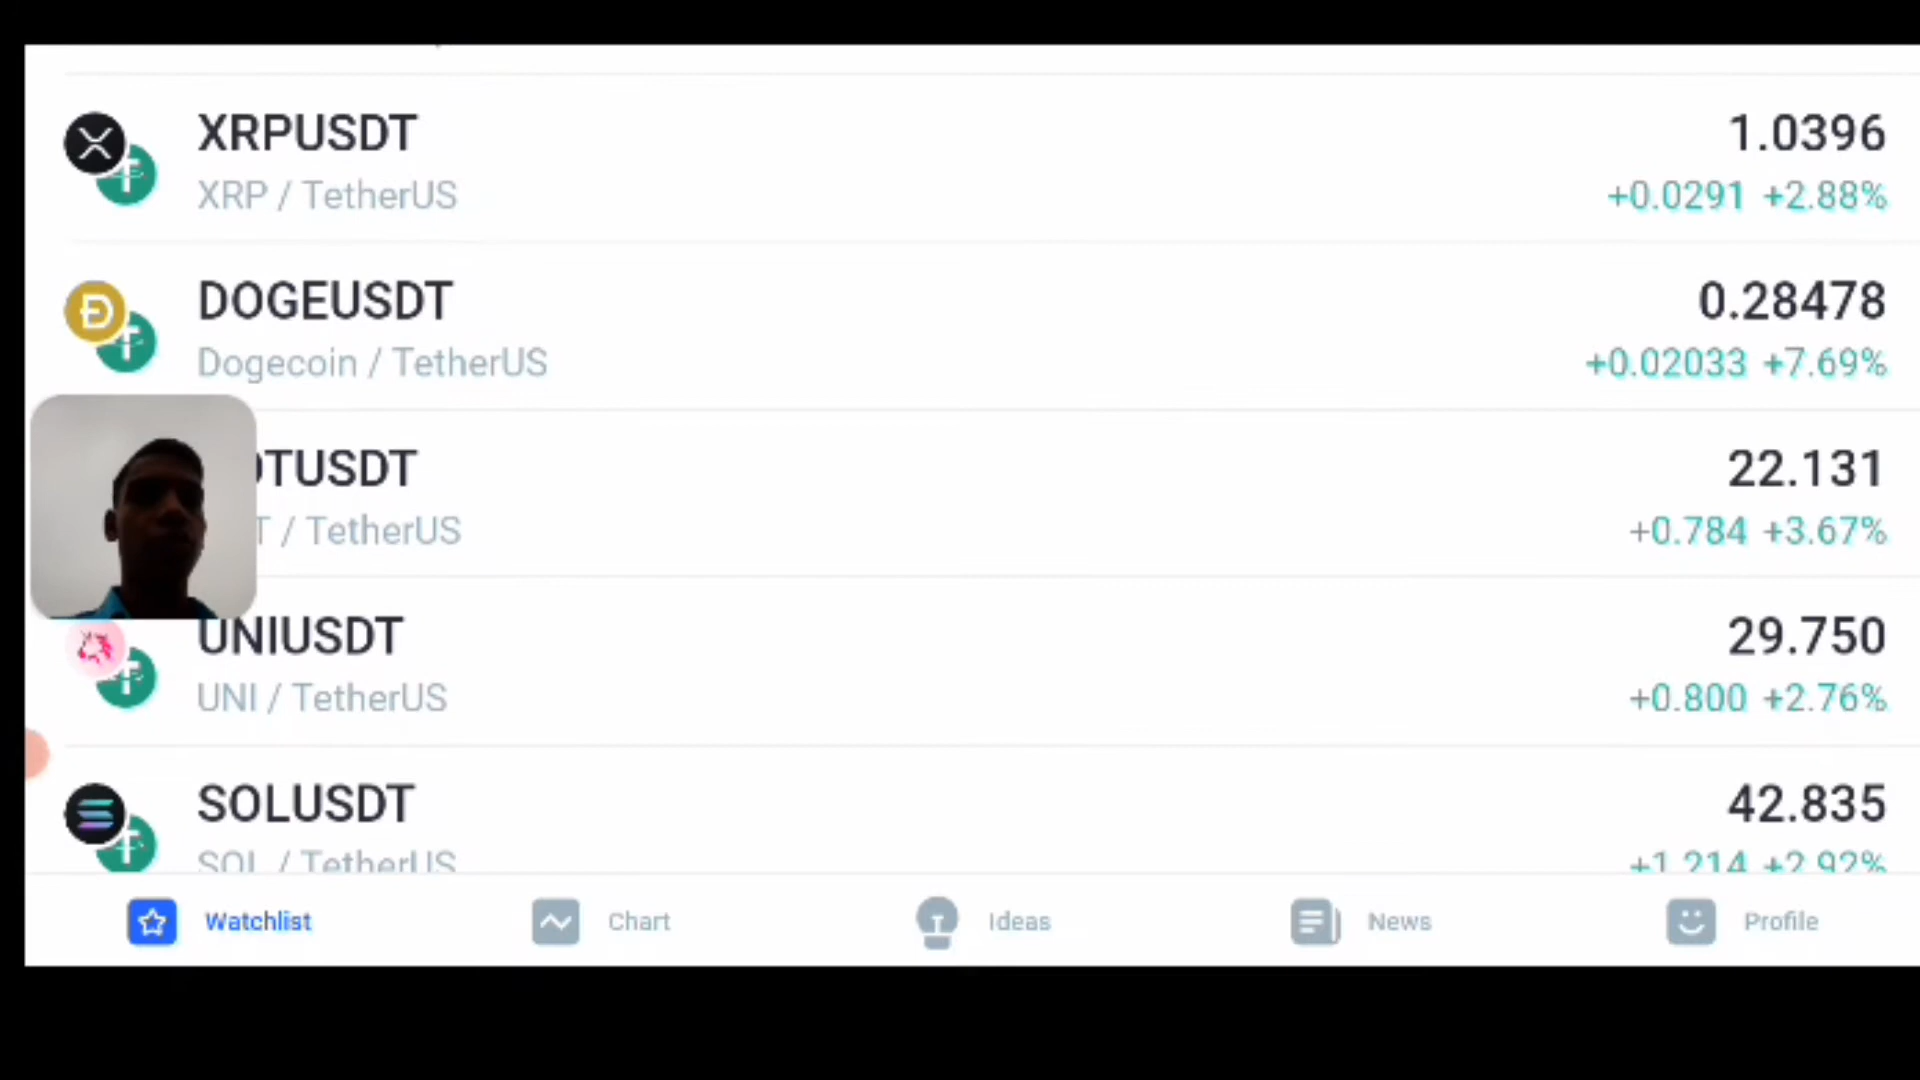 XRPUSDT
1.0396
XRP / TetherUS
+0.0291 +2.88%
DOGEUSDT
0.28478
Dogecoin / TetherUS
+0.02033 +7.69%
22.131
/ TetherUS
+0.784 +3.67%
UNIUSDT
29.750
UNI / TetherUS
+0.800 +2.76%
SOLUSDT
42.835
SOL / TetherUS
+1.214 +2.92%
Watchlist
Chart
Ideas
News
Profile